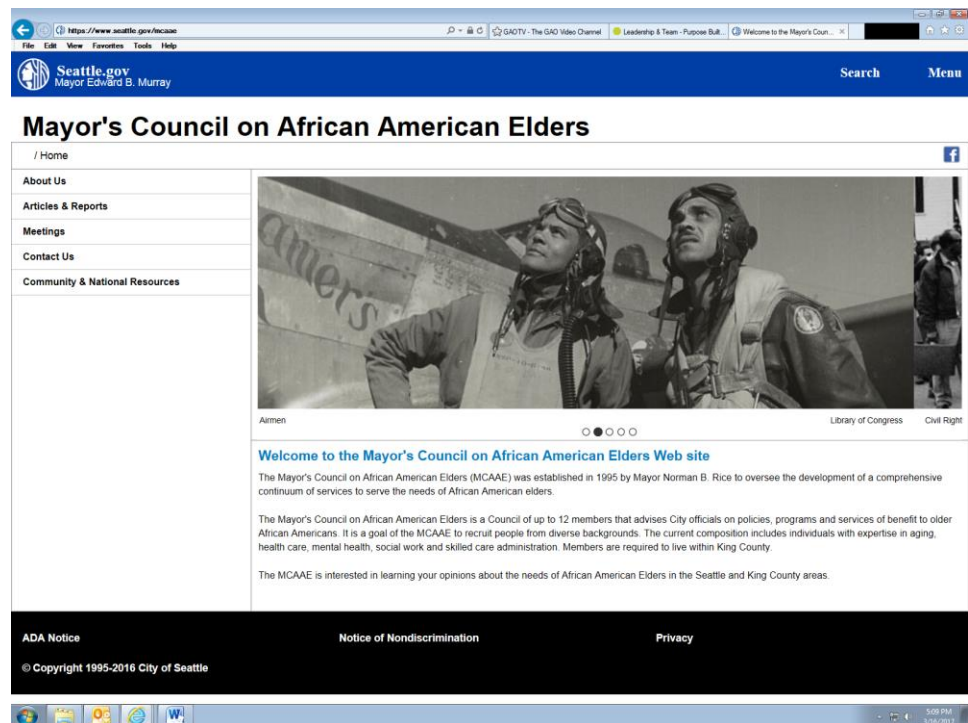 https://www.seattle.gov/mcaae
GAOTV - The GAO Video Channel
Leadership & Team - Purpose Built...
Welcome to the Mayor's Coun...
File Edit View Favorites Tools Help
Seattle.gov
Mayor Edward B. Murray
Search Menu
Mayor's Council on African American Elders
/ Home
f
About Us
Articles & Reports
Meetings
Contact Us
Community & National Resources
Airmen
Library of Congress
Civil Right
Welcome to the Mayor's Council on African American Elders Web site
The Mayor's Council on African American Elders (MCAAE) was established in 1995 by Mayor Norman B. Rice to oversee the development of a comprehensive
continuum of services to serve the needs of African American elders.
The Mayor's Council on African American Elders is a Council of up to 12 members that advises City officials on policies, programs and services of benefit to older
African Americans. It is a goal of the MCAAE to recruit people from diverse backgrounds. The current composition includes individuals with expertise in aging,
health care, mental health, social work and skilled care administration. Members are required to live within King County.
The MCAAE is interested in learning your opinions about the needs of African American Elders in the Seattle and King County areas.
ADA Notice Notice of Nondiscrimination Privacy
© Copyright 1995-2016 City of Seattle
5:09 PM